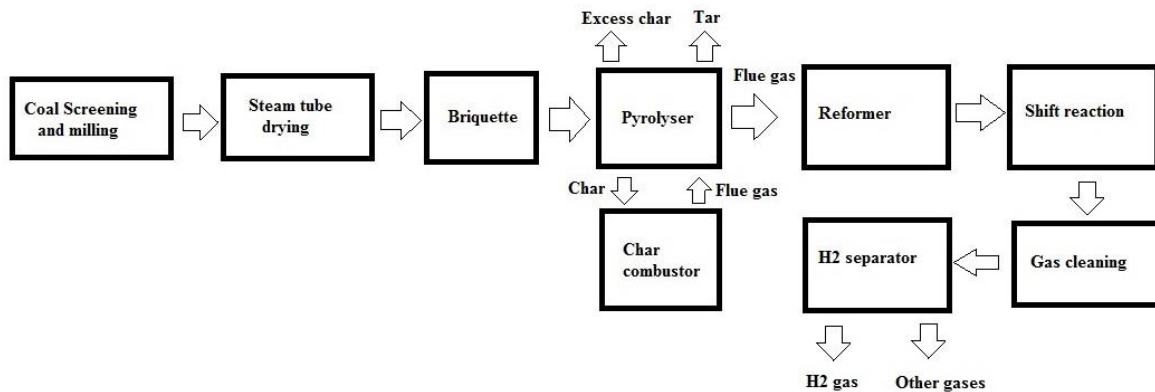 Excess char
Tar
Flue gas
Coal Screening
and milling
Steam tube
drying
Briquette
Pyrolyser
Reformer
Shift reaction
Char
Flue gas
Char
combustor
H2 separator
Gas cleaning
H2 gas
Other gases